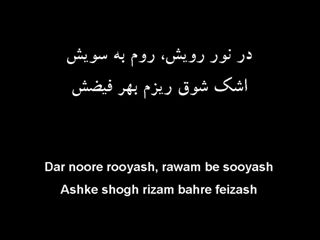 در نور رویش، روم به سویش
اشک شوق ریزم بهر فیضش
Dar noore rooyash, rawam be sooyash
Ashke shogh rizam bahre feizash